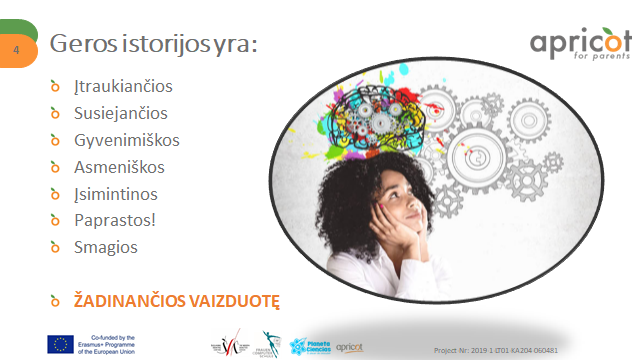 4
Geros istorijos yra:
apricot
for parents
Įtraukiančios
Susiejančios
Gyvenimiškos
Asmeniškos
Įsimintinos
Paprastos!
Smagios
ŽADINANČIOS VAIZDUOTĘ
Co-funded by the
Erasmus+ Programme
of the European Union
Planeta
Ciencias
apricot
Project Nr: 2019-1-LT01-KA204-060481